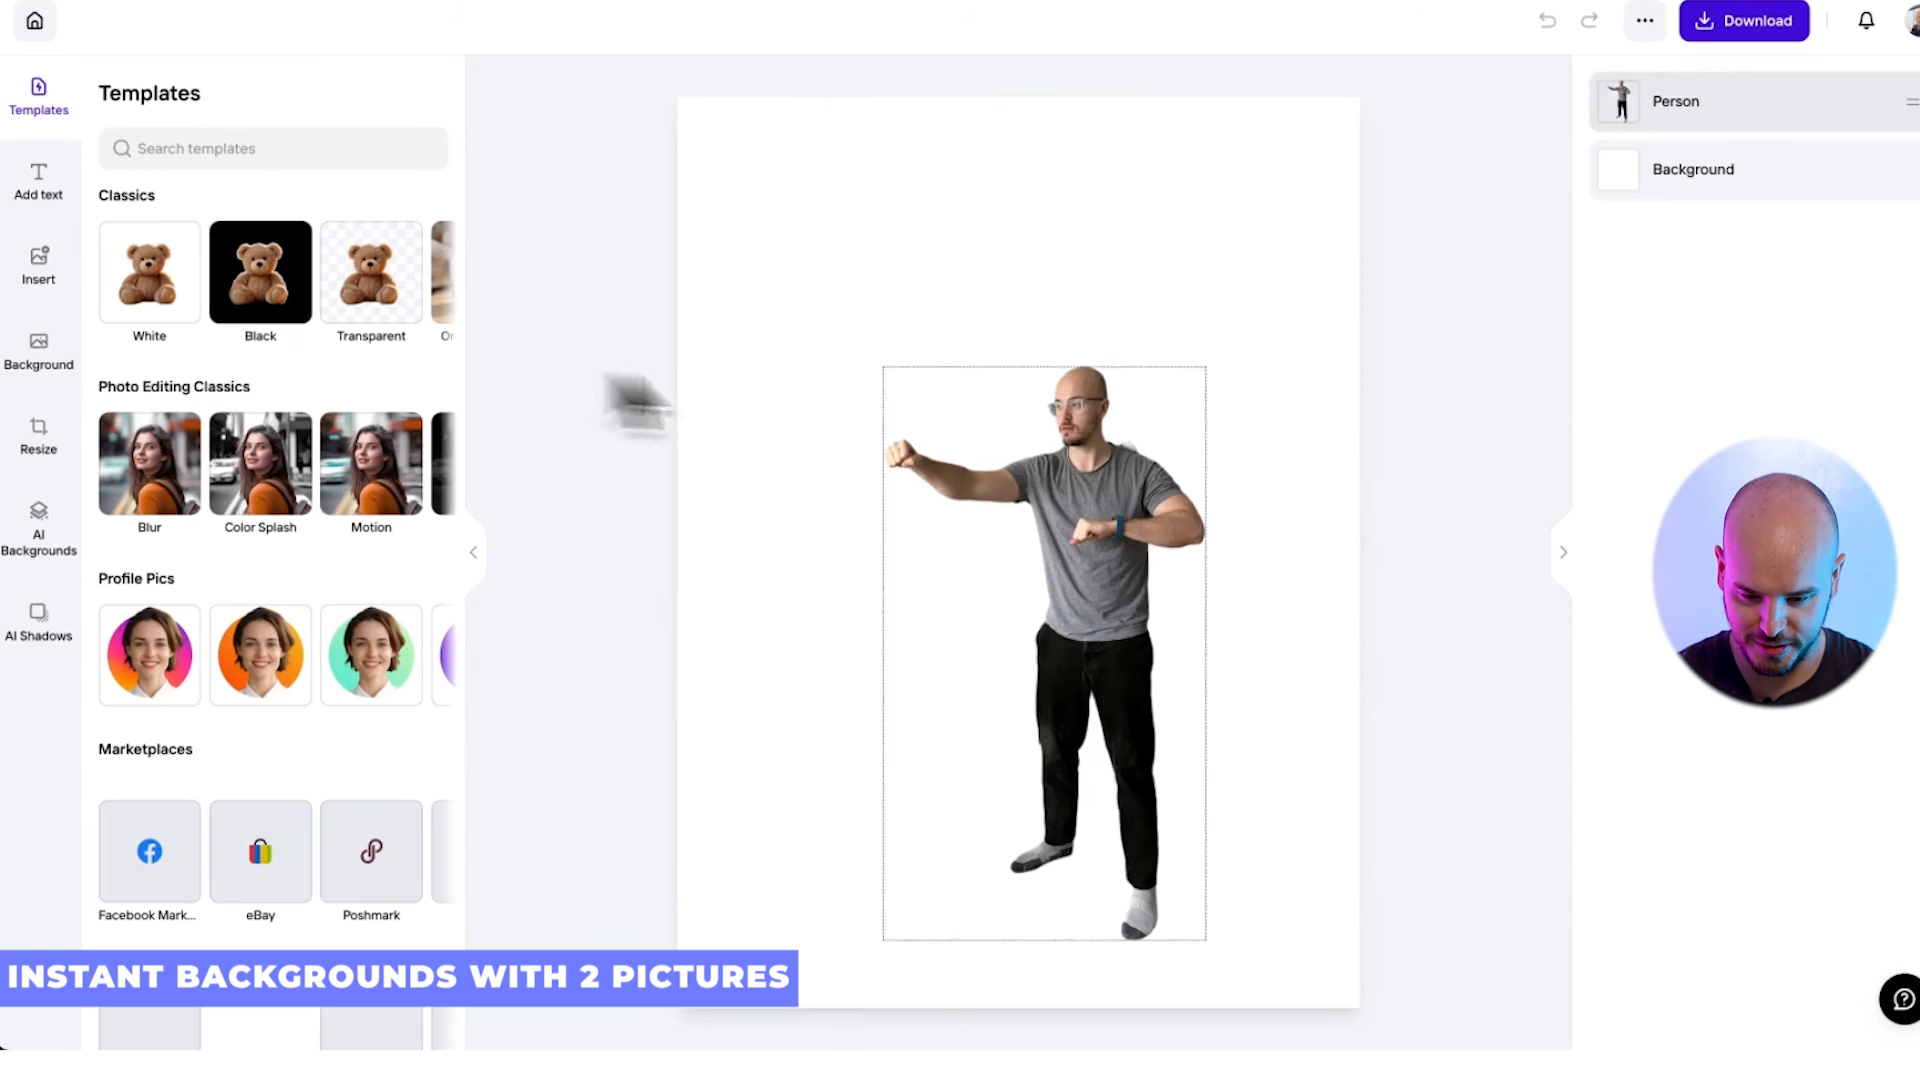 Download
Templates
Templates
Search templates
Person
Background
Add text
Classics
Insert
White
Black
Transparent
Or
Background
Photo Editing Classics
Resize
Blur
Color Splash
Motion
AI
Backgrounds
Profile Pics
AI Shadows
Marketplaces
Facebook Mark...
eBay
Poshmark
INSTANT BACKGROUNDS WITH 2 PICTURES